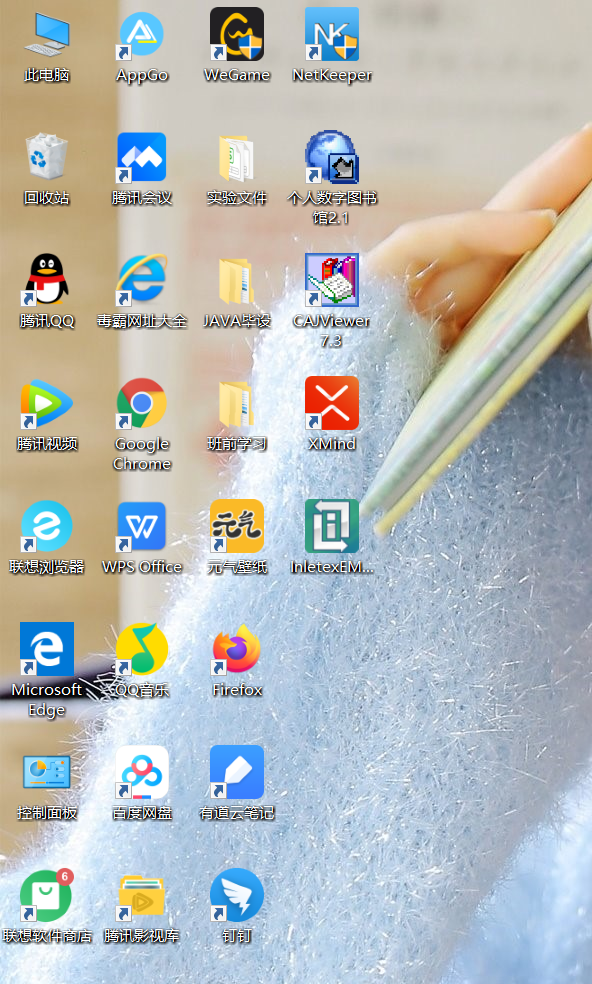 此电脑
AppGo
WeGame
NK
NetKeeper
回收站
腾讯会议
实验文件
个人数字图书
馆2.1
腾讯QQ
毒霸网址大全
JAVA毕设
CAJViewer
7.3
腾讯视频
Google
Chrome
班前学习
XMind
联想浏览器
W
WPS Office
元气
元气壁纸
InletexEM...
Microsoft
Edge
QQ音乐
Firefox
控制面板
百度网盘
有道云笔记
6
联想软件商店
腾讯影视库
钉钉